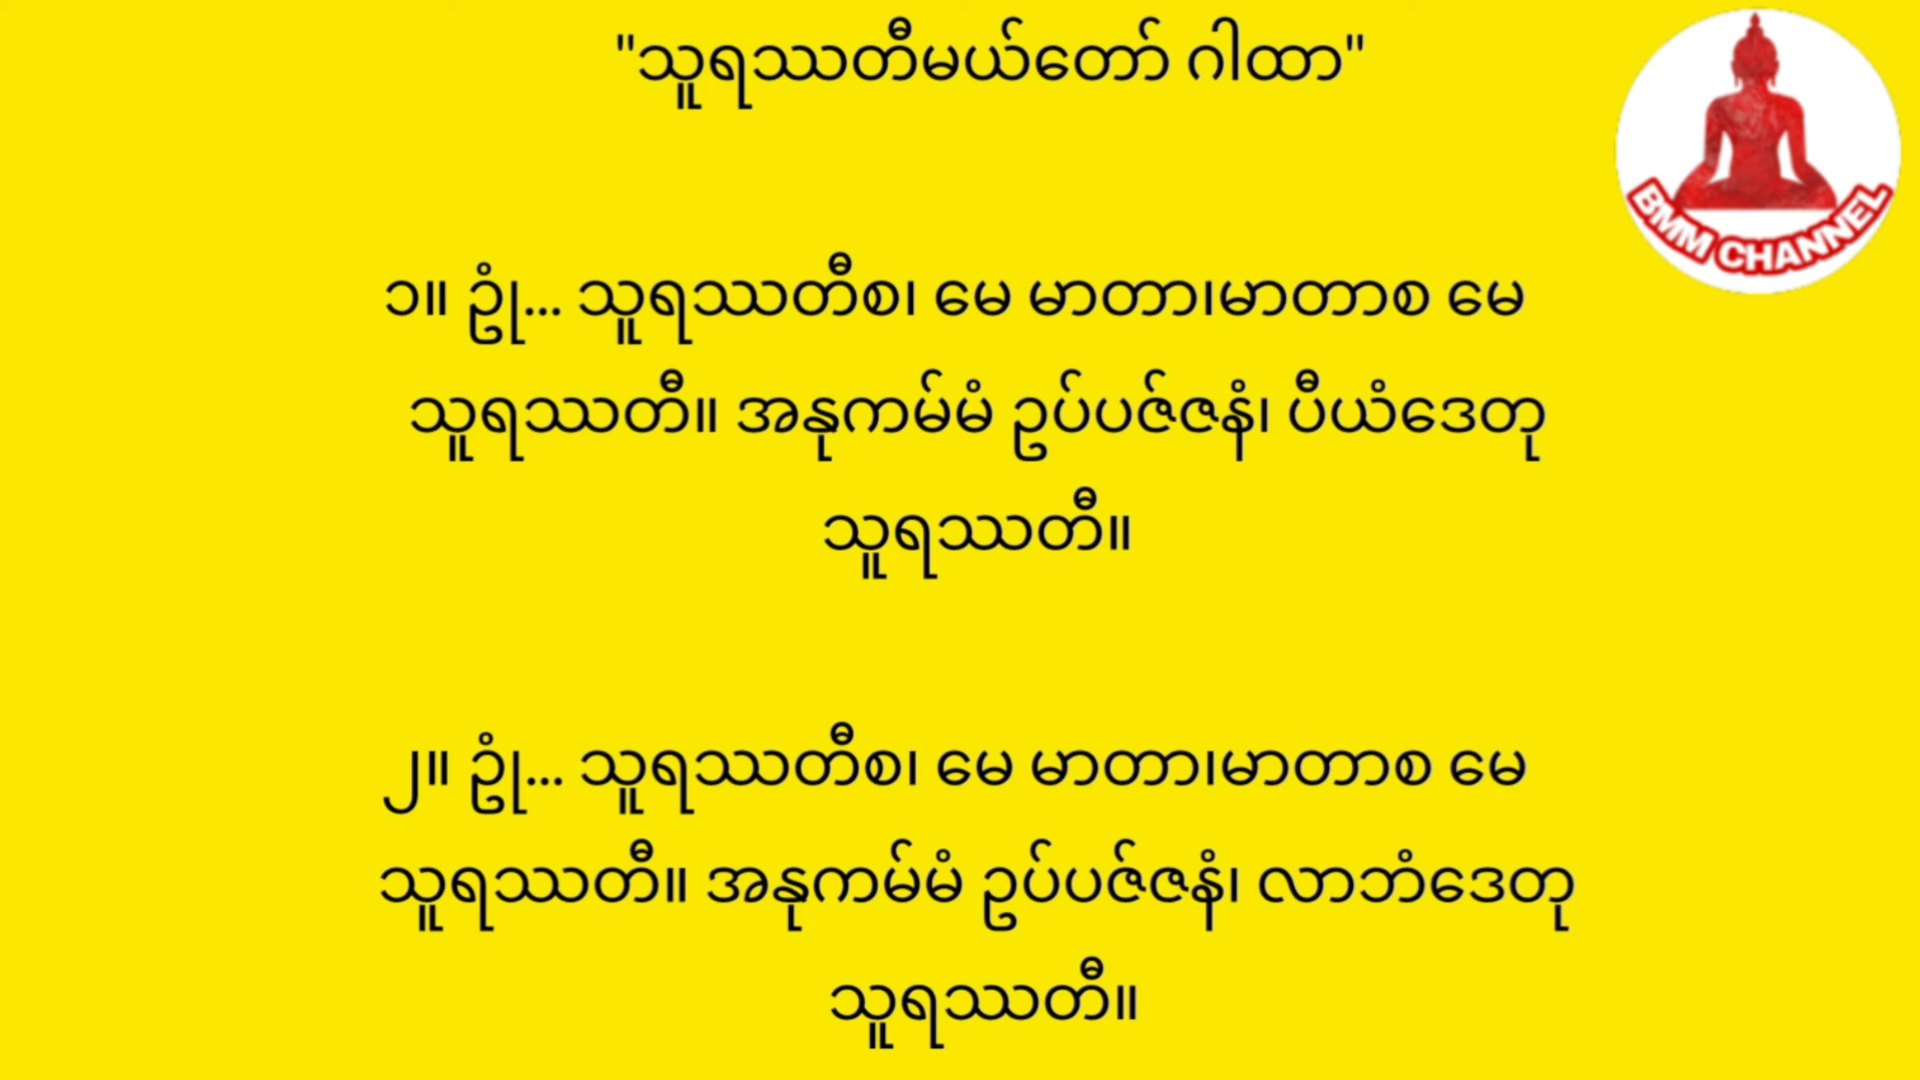 "သူရဿတီမယ်တော် ဂါထာ"
BMM CHANNEL
၁။ ဥုံ... သူရဿတီစ၊ မေ မာတာ၊မာတာစ မေ
သူရဿတီ။ အနုကမ်မံ ဥပ်ပဇ်ဇနံ၊ ပီယံဒေတု
သူရဿတီ။
၂။ ဥုံ... သူရဿတီစ၊ မေ မာတာ၊မာတာစ မေ
သူရဿတီ။ အနုကမ်မံ ဥပ်ပဇ်ဇနံ၊ လာဘံဒေတု
သူရဿတီ။